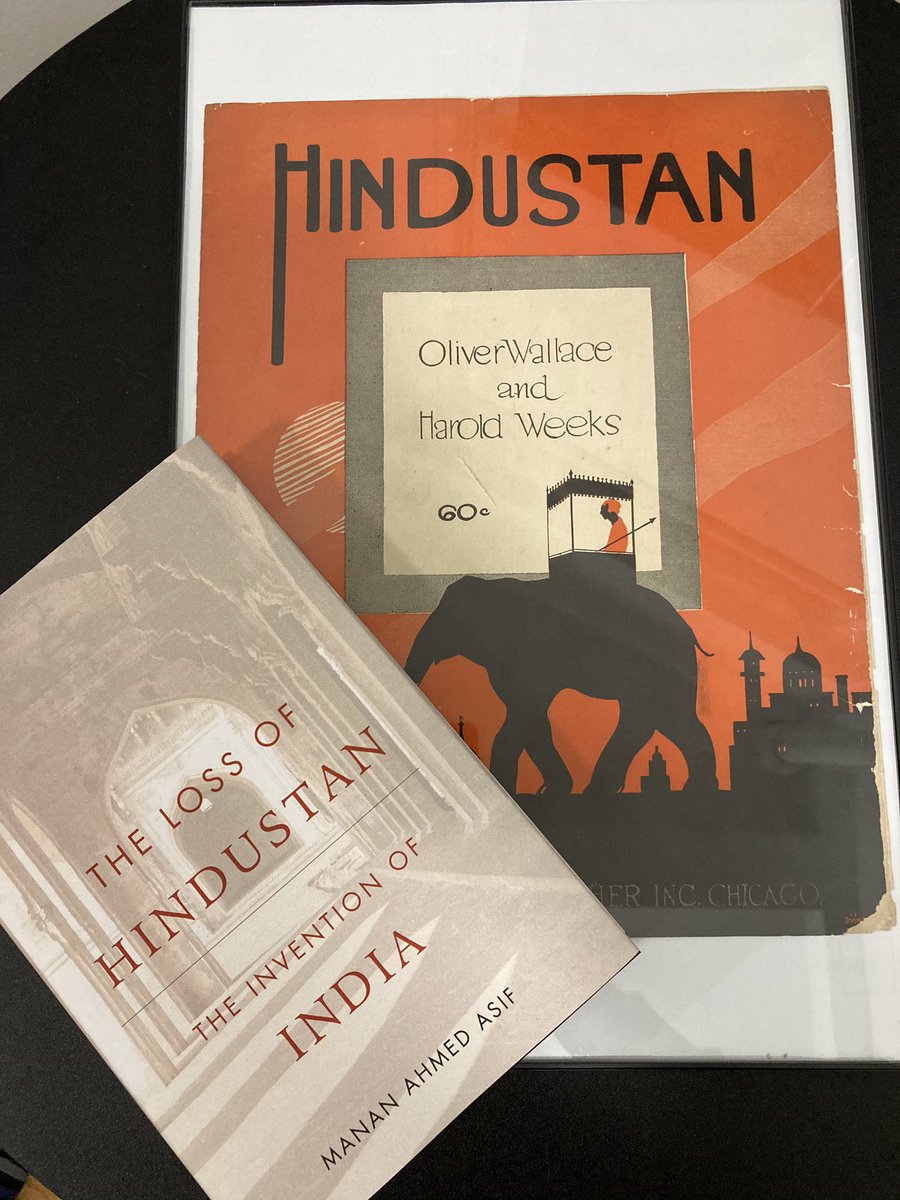 HINDUSTAN
Oliver Wallace
and
Harold Weeks
60c
INC. CHICAGO.
THE LOSS OF
HINDUSTAN
THE INVENTION OF
INDIA
MANAN AHMED ASIF